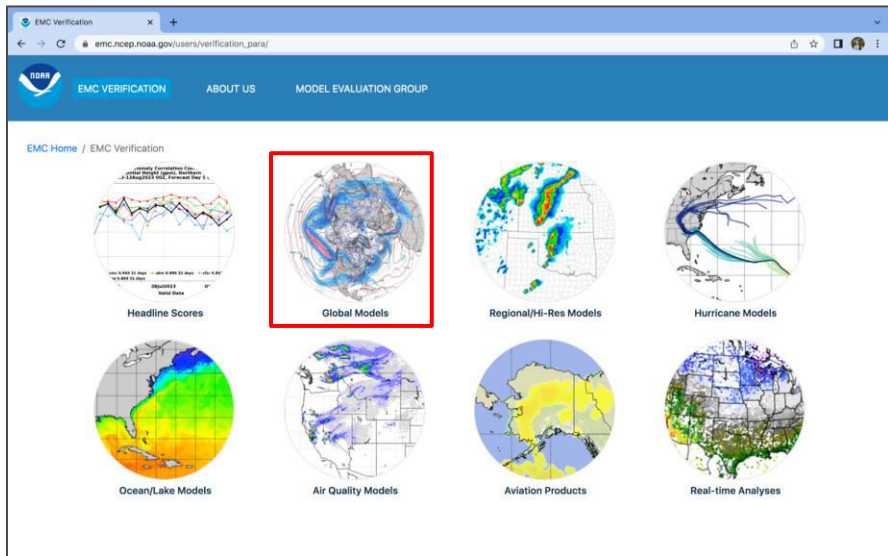 EMC Verification
emc.ncep.noaa.gov/users/verification_para/
NOAA
EMC VERIFICATION
ABOUT US
MODEL EVALUATION GROUP
EMC Home / EMC Verification
Valid Date
Headline Scores
Global Models
Regional/Hi-Res Models
Hurricane Models
Ocean/Lake Models
Air Quality Models
Aviation Products
Real-time Analyses